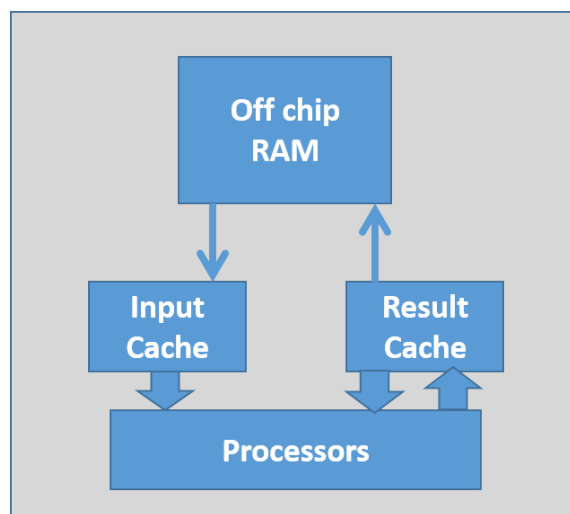 Off chip
RAM
Input
Cache
Result
Cache
Processors